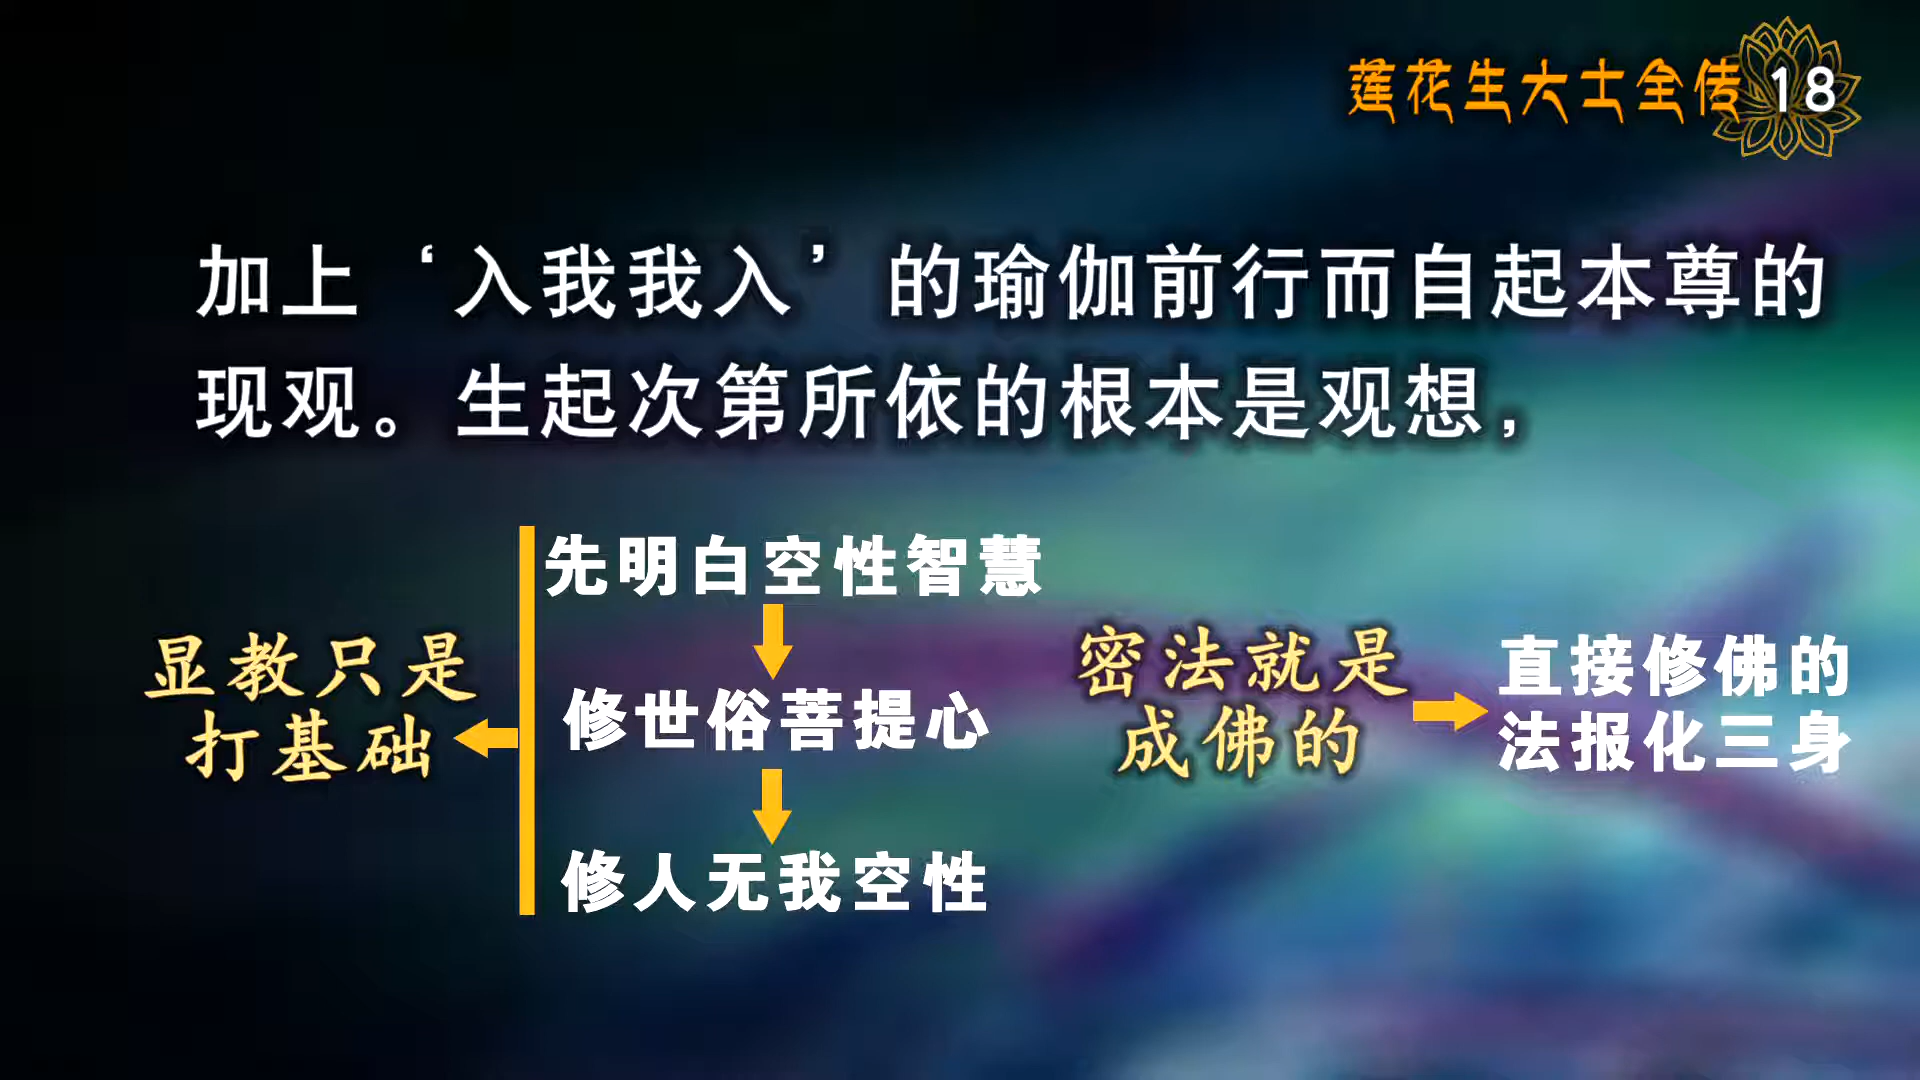 莲花生大士全传 18
加上‘入我我入’的瑜伽前行而自起本尊的
现观。生起次第所依的根本是观想，
先明白空性智慧
修世俗菩提心
修人无我空性
显教只是
打基础
密法就是
成佛的
直接修佛的
法报化三身